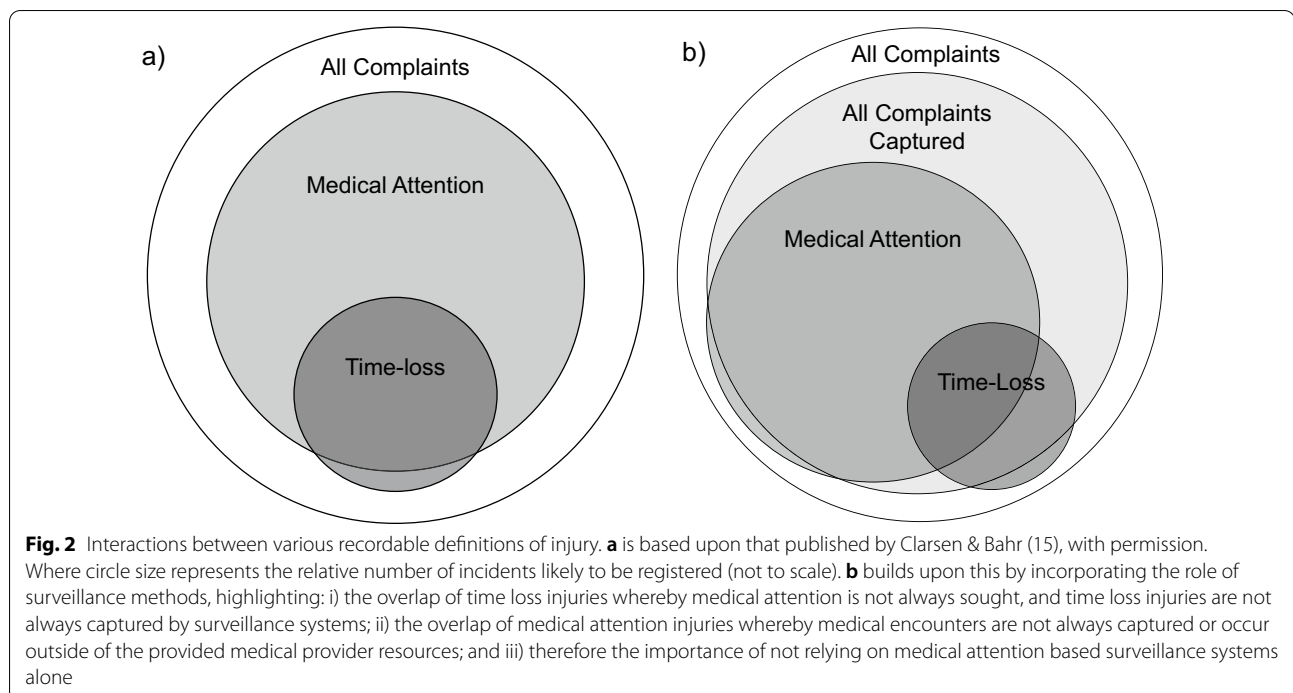 a)
All Complaints
Medical Attention
Time-loss
b)
All Complaints
All Complaints
Captured
Medical Attention
Time-Loss
Fig. 2 Interactions between various recordable definitions of injury. a is based upon that published by Clarsen & Bahr (15), with permission.
Where circle size represents the relative number of incidents likely to be registered (not to scale). b builds upon this by incorporating the role of
surveillance methods, highlighting: i) the overlap of time loss injuries whereby medical attention is not always sought, and time loss injuries are not
always captured by surveillance systems; ii) the overlap of medical attention injuries whereby medical encounters are not always captured or occur
outside of the provided medical provider resources; and iii) therefore the importance of not relying on medical attention based surveillance systems
alone